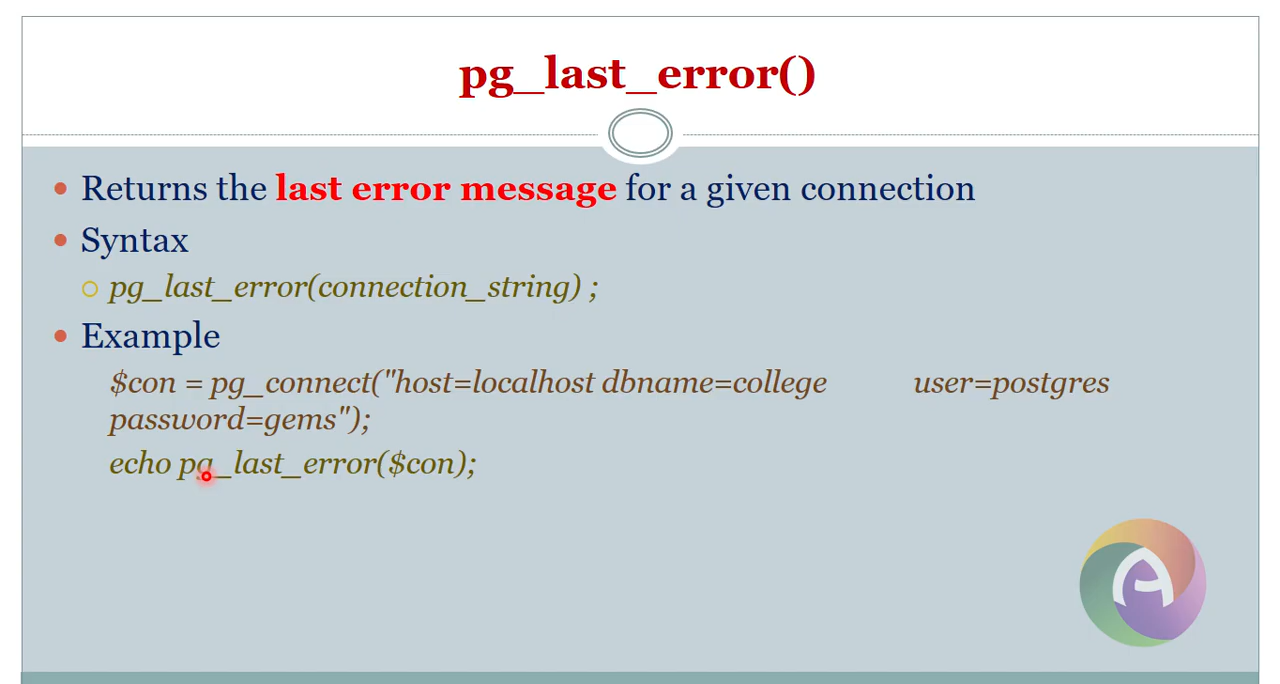 pg_last_error()
Returns the last error message for a given connection
Syntax
pg_last_error(connection_string) ;
Example
$con = pg_connect("host=localhost dbname=college user=postgres
password=gems");
echo pg_last_error($con);